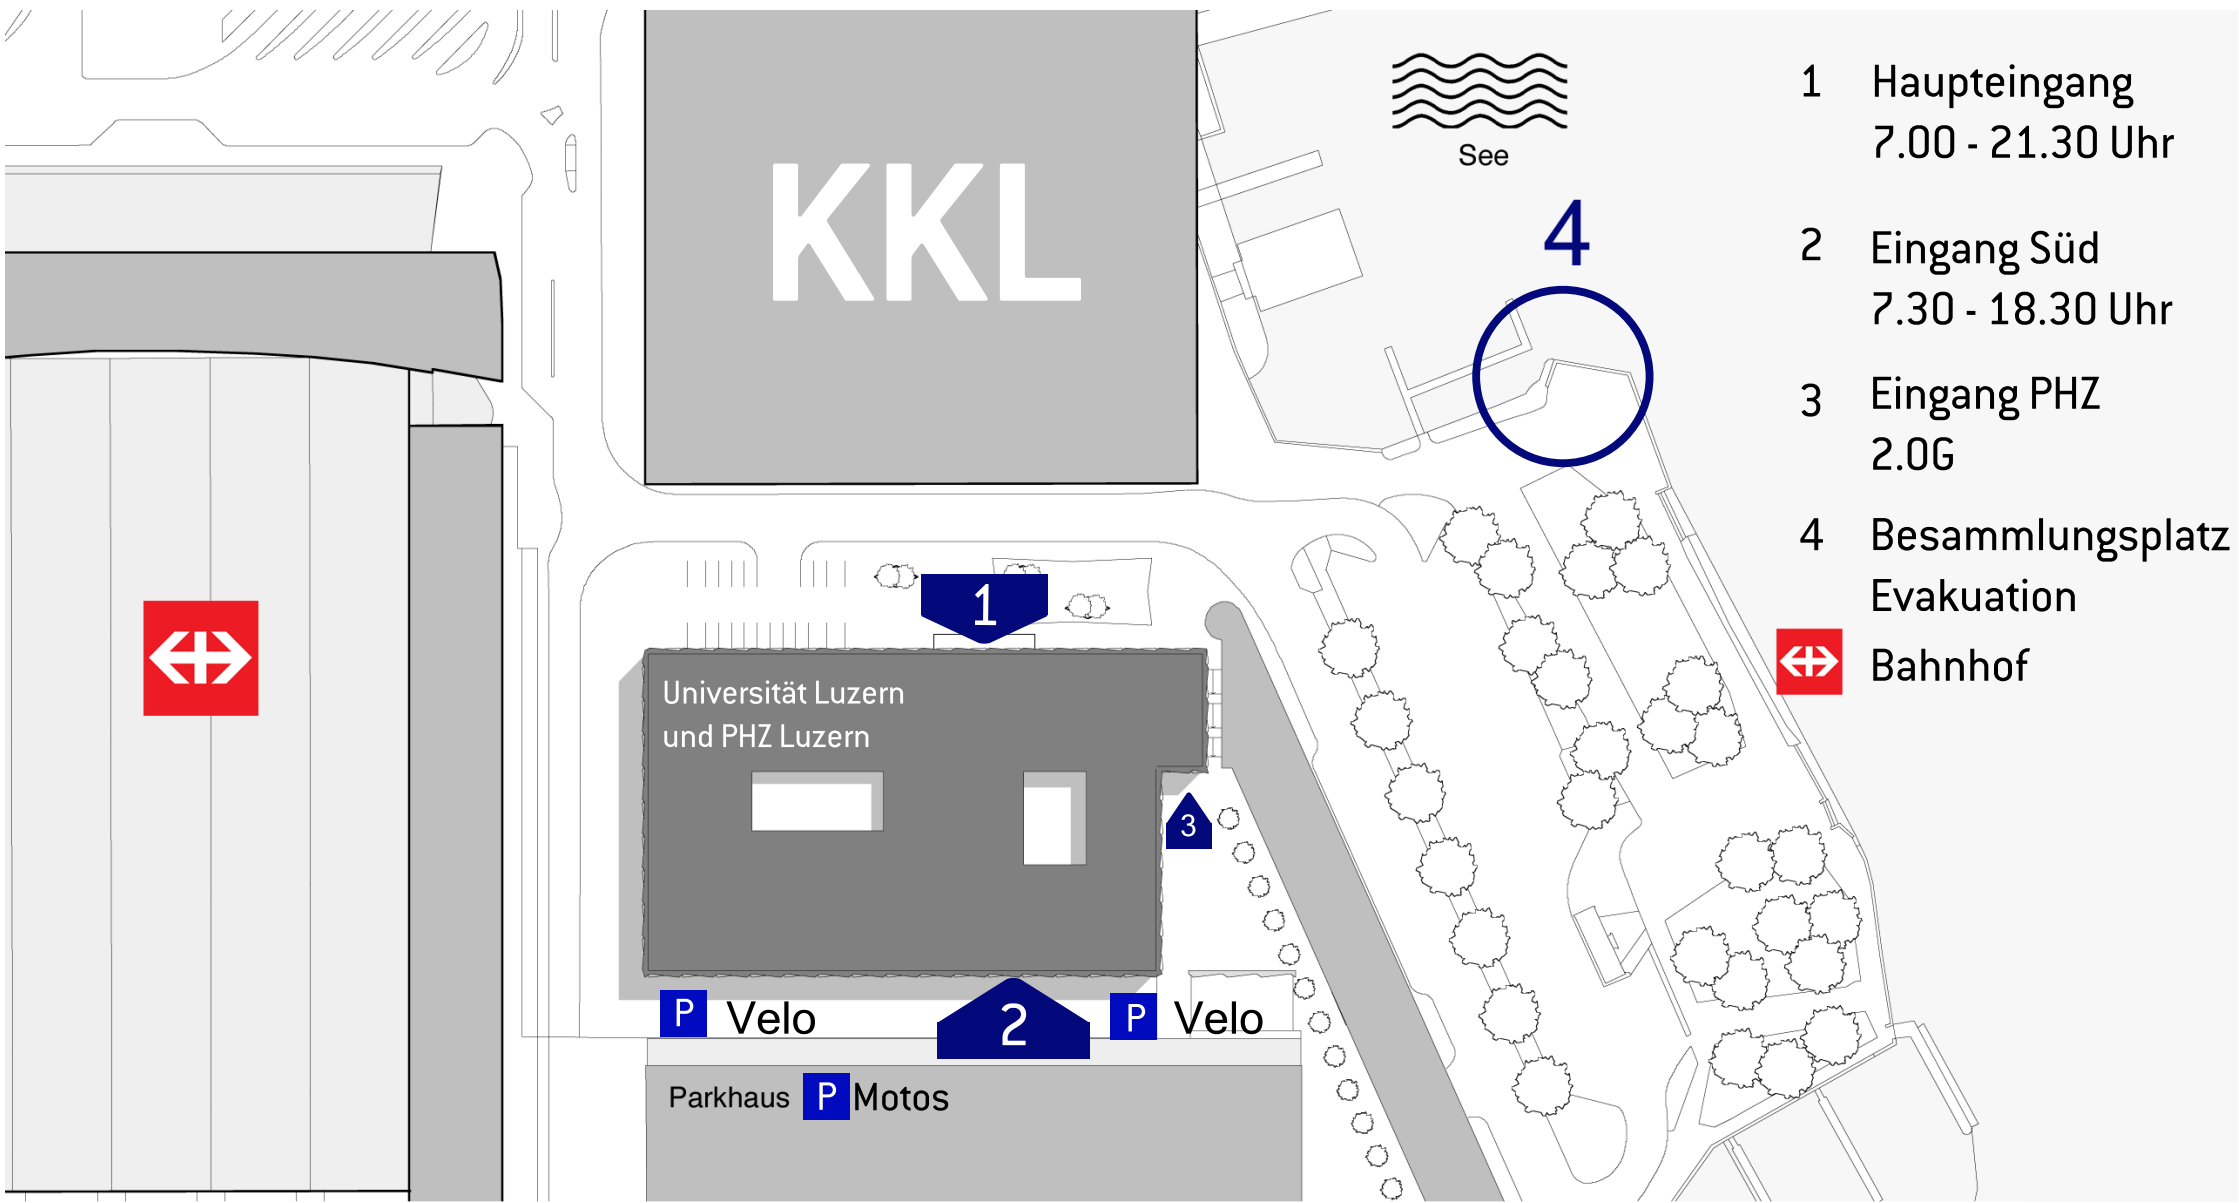 KKL
See
4
1 Haupteingang
7.00 - 21.30 Uhr
2 Eingang Süd
7.30 - 18.30 Uhr
3 Eingang PHZ
2.OG
4 Besammlungsplatz
Evakuation
Bahnhof
1
Universität Luzern
und PHZ Luzern
3
P Velo
2
P Velo
Parkhaus P Motos